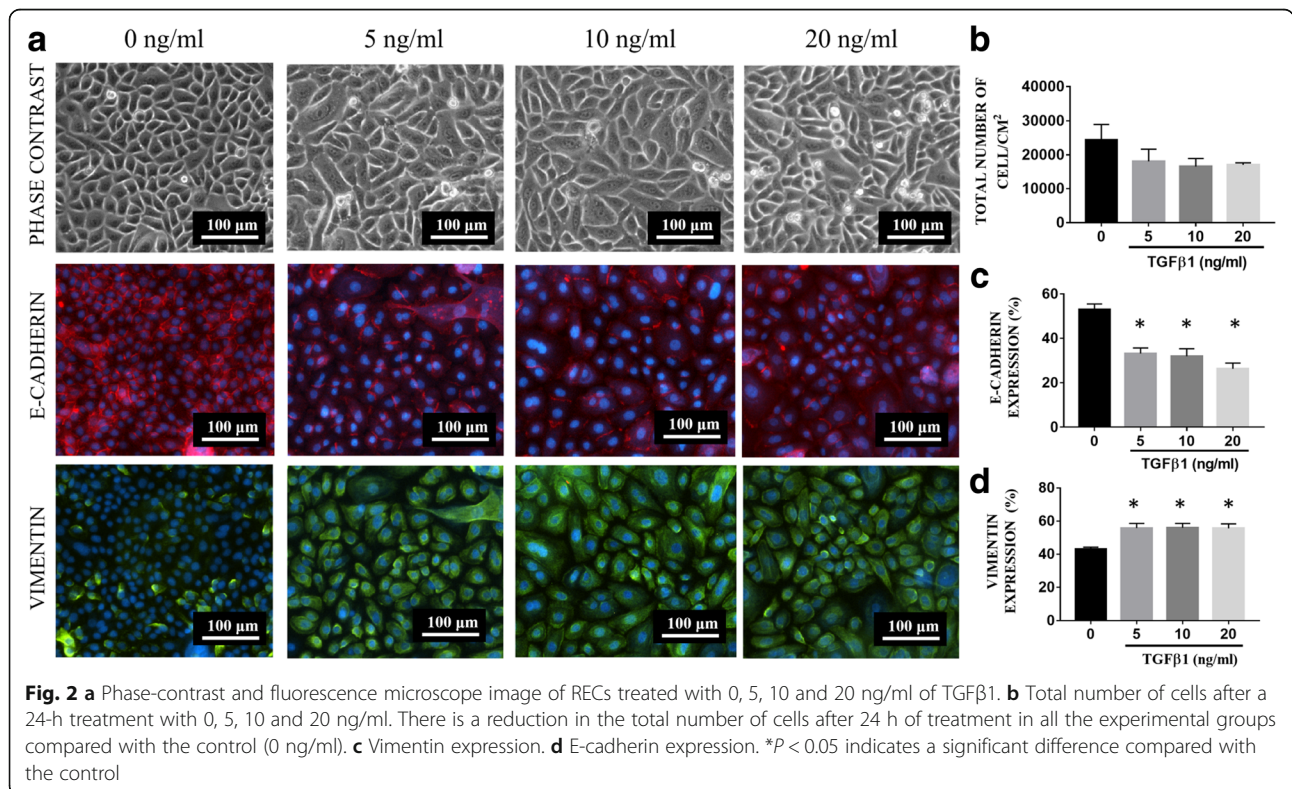 a
0 ng/ml 5 ng/ml 10 ng/ml 20 ng/ml
PHASE CONTRAST
100 µm 100 µm 100 µm 100 µm
E-CADHERIN
100 µm 100 µm 100 µm 100 µm
VIMENTIN
100 µm 100 µm 100 µm 100 µm
b
TOTAL NUMBER OF
CELL/CM²
40000
30000
20000
10000
0
0 5 10 20
TGFβ1 (ng/ml)
c
E-CADHERIN
EXPRESSION (%)
60
40
20
0
* * *
0 5 10 20
TGFβ1 (ng/ml)
d
VIMENTIN
EXPRESSION (%)
80
60
40
20
0
* * *
0 5 10 20
TGFβ1 (ng/ml)
Fig. 2 a Phase-contrast and fluorescence microscope image of RECs treated with 0, 5, 10 and 20 ng/ml of TGFβ1. b Total number of cells after a
24-h treatment with 0, 5, 10 and 20 ng/ml. There is a reduction in the total number of cells after 24 h of treatment in all the experimental groups
compared with the control (0 ng/ml). c Vimentin expression. d E-cadherin expression. *P < 0.05 indicates a significant difference compared with
the control